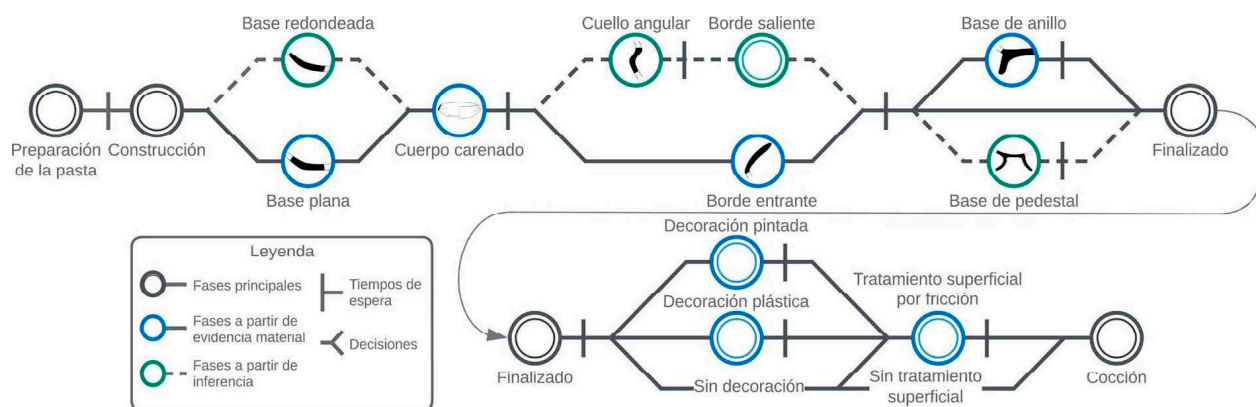 Base redondeada
Cuello angular
Borde saliente
Base de anillo
Preparación
de la pasta
Construcción
Cuerpo carenado
Finalizado
Base plana
Borde entrante
Base de pedestal
Leyenda
Fases principales
Tiempos de
espera
Fases a partir de
evidencia material
Decisiones
Fases a partir de
inferencia
Decoración pintada
Decoración plástica
Tratamiento superficial
por fricción
Finalizado
Sin decoración
Sin tratamiento
superficial
Cocción